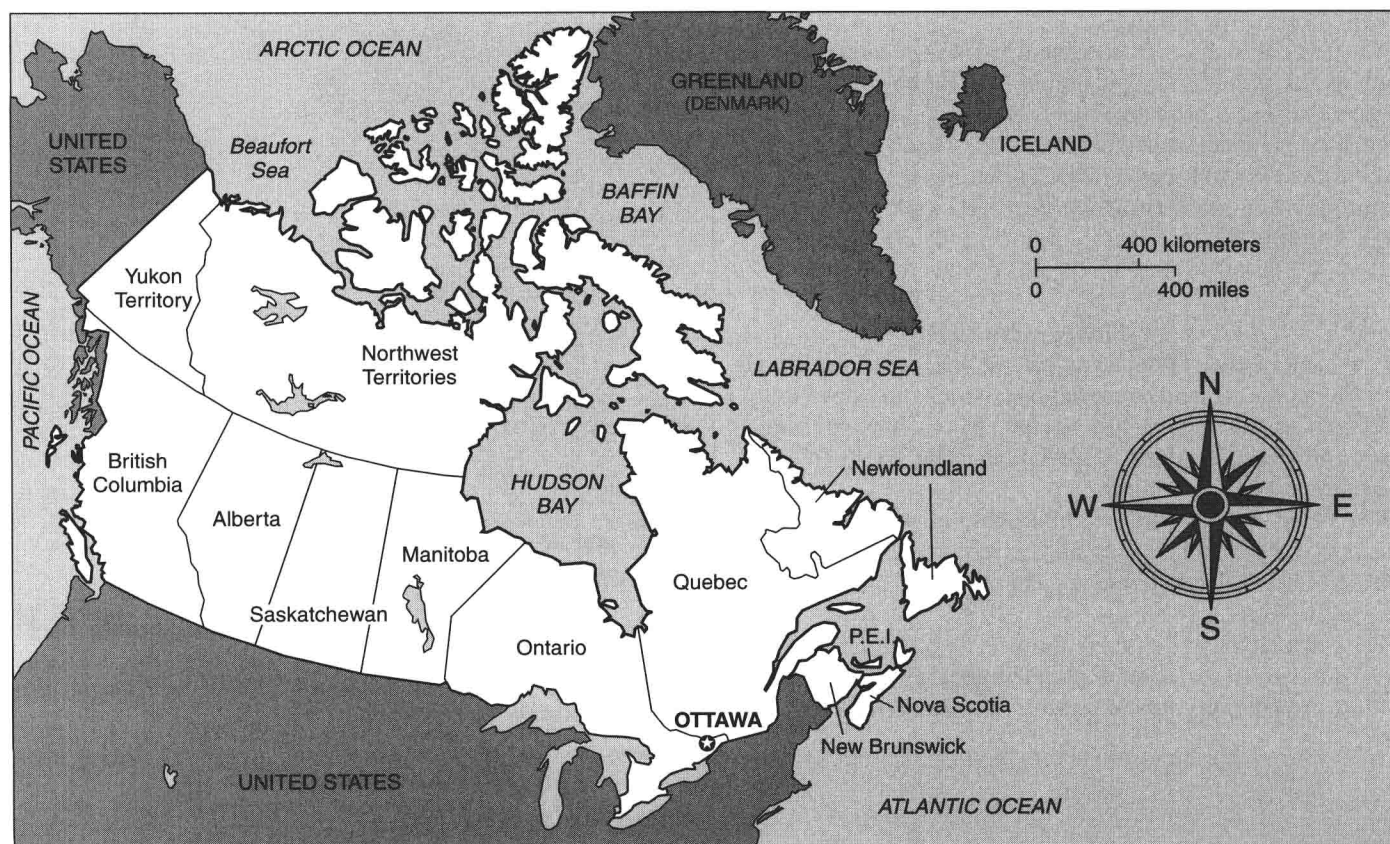 ARCTIC OCEAN
GREENLAND
(DENMARK)
UNITED
STATES
Beaufort
Sea
ICELAND
BAFFIN
BAY
0 400 kilometers
0 400 miles
Yukon
Territory
PACIFIC OCEAN
Northwest
Territories
LABRADOR SEA
N
W E
S
British
Columbia
HUDSON
BAY
Newfoundland
Alberta
Manitoba
Quebec
Saskatchewan
Ontario
P.E.I.
Nova Scotia
OTTAWA
New Brunswick
UNITED STATES
ATLANTIC OCEAN